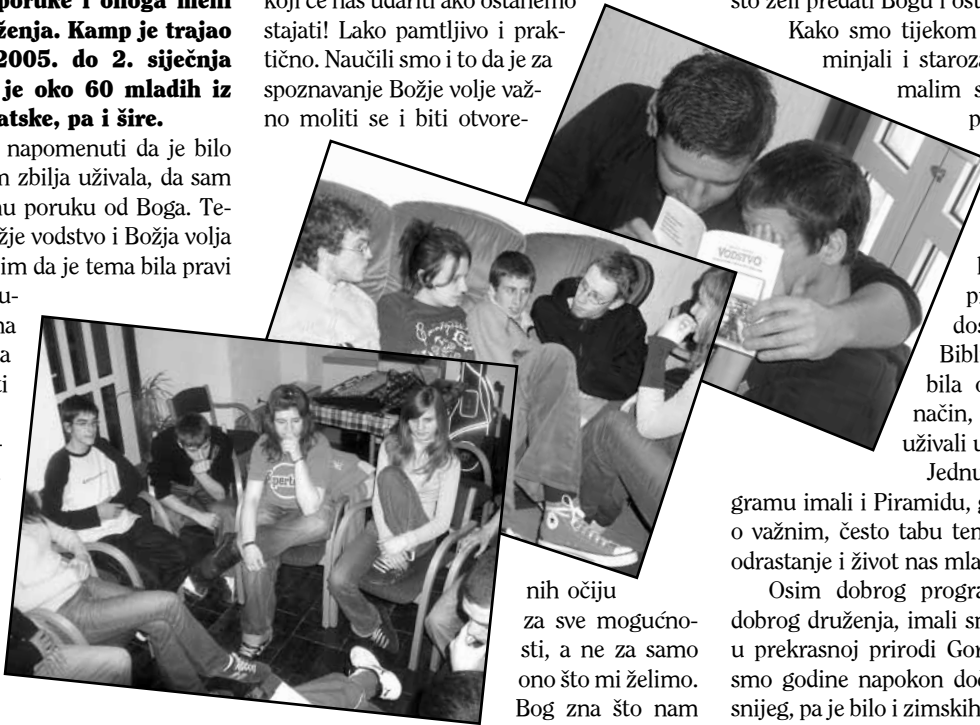 poruke i onoga meni
ženja. Kamp je trajao
2005. do 2. siječnja
je oko 60 mladih iz
atske, pa i šire.
napomenuti da je bilo
m zbilja uživala, da sam
nu poruku od Boga. Te-
žje vodstvo i Božja volja
im da je tema bila pravi
u-
na
a
ti
koji će nas udariti ako ostanemo
stajati! Lako pamtljivo i prak-
tično. Naučili smo i to da je za
spoznavanje Božje volje važ-
no moliti se i biti otvore-
nih očiju
za sve mogućno-
sti, a ne za samo
ono što mi želimo.
Bog zna što nam
što želi predati Bogu i ost
Kako smo tijekom
minjali i staroza
malim s
p
p
dos
Bibl
bila o
način,
uživali u
Jednu
gramu imali i Piramidu, g
o važnim, često tabu tem
odrastanje i život nas mla
Osim dobrog progra
dobrog druženja, imali sm
u prekrasnoj prirodi Gor
smo godine napokon doč
snijeg, pa je bilo i zimskih
VODSTVO